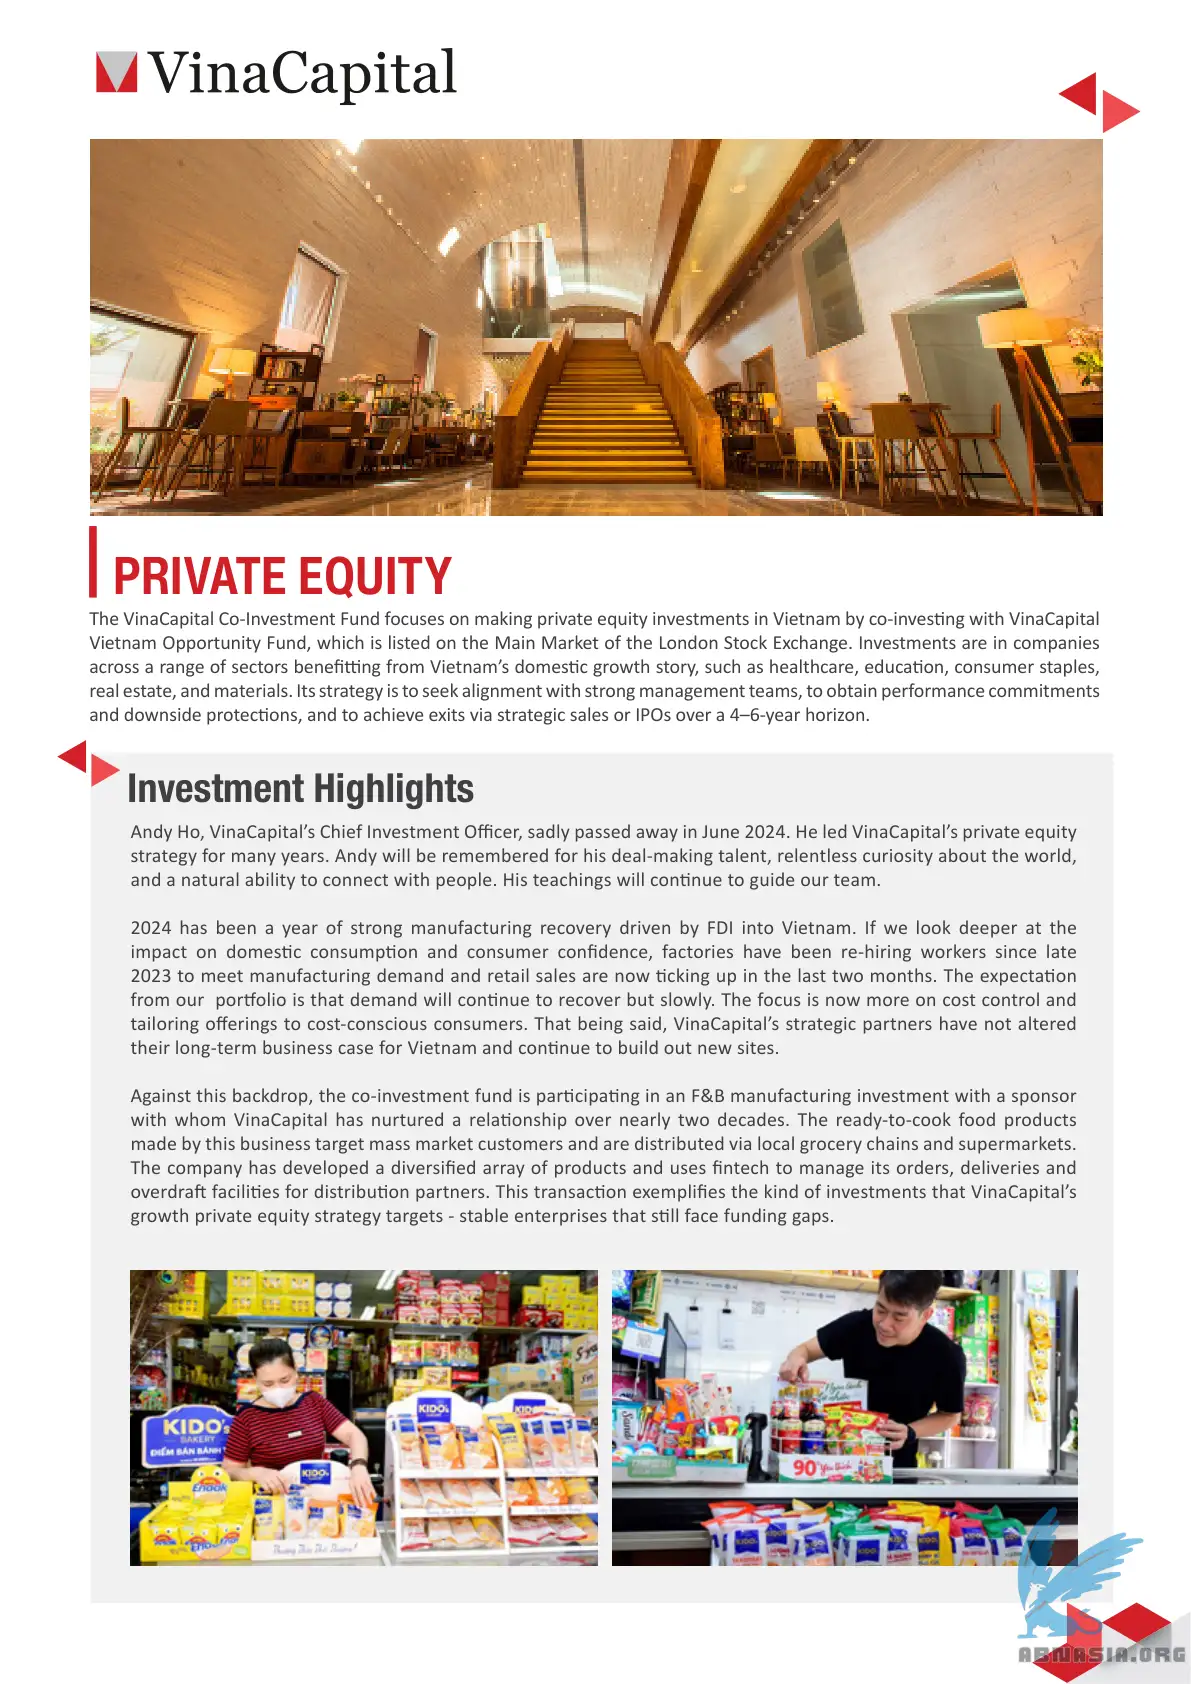 VinaCapital
PRIVATE EQUITY
The VinaCapital Co-Investment Fund focuses on making private equity investments in Vietnam by co-investing with VinaCapital
Vietnam Opportunity Fund, which is listed on the Main Market of the London Stock Exchange. Investments are in companies
across a range of sectors benefitting from Vietnam’s domestic growth story, such as healthcare, education, consumer staples,
real estate, and materials. Its strategy is to seek alignment with strong management teams, to obtain performance commitments
and downside protections, and to achieve exits via strategic sales or IPOs over a 4–6-year horizon.
Investment Highlights
Andy Ho, VinaCapital’s Chief Investment Officer, sadly passed away in June 2024. He led VinaCapital’s private equity
strategy for many years. Andy will be remembered for his deal-making talent, relentless curiosity about the world,
and a natural ability to connect with people. His teachings will continue to guide our team.
2024 has been a year of strong manufacturing recovery driven by FDI into Vietnam. If we look deeper at the
impact on domestic consumption and consumer confidence, factories have been re-hiring workers since late
2023 to meet manufacturing demand and retail sales are now ticking up in the last two months. The expectation
from our portfolio is that demand will continue to recover but slowly. The focus is now more on cost control and
tailoring offerings to cost-conscious consumers. That being said, VinaCapital’s strategic partners have not altered
their long-term business case for Vietnam and continue to build out new sites.
Against this backdrop, the co-investment fund is participating in an F&B manufacturing investment with a sponsor
with whom VinaCapital has nurtured a relationship over nearly two decades. The ready-to-cook food products
made by this business target mass market customers and are distributed via local grocery chains and supermarkets.
The company has developed a diversified array of products and uses fintech to manage its orders, deliveries and
overdraft facilities for distribution partners. This transaction exemplifies the kind of investments that VinaCapital’s
growth private equity strategy targets - stable enterprises that still face funding gaps.
KIDO's
BAKERY
ĐIỂM BÁN BÁNH
KIDO's
KIDO's
KIDO's
90
ABNASIA.ORG